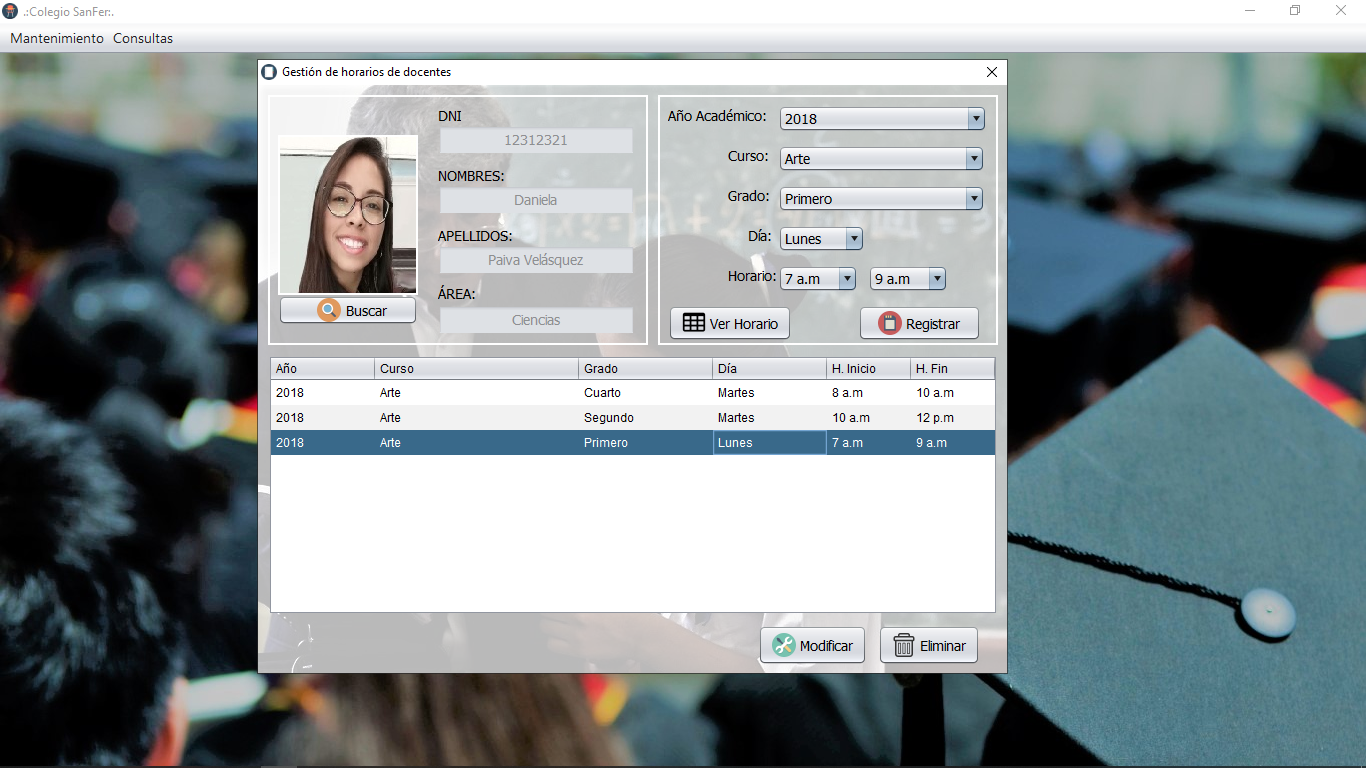 .:Colegio SanFer:.
Mantenimiento Consultas
Gestión de horarios de docentes
DNI
12312321
NOMBRES:
Daniela
APELLIDOS:
Paiva Velásquez
ÁREA:
Ciencias
Buscar
Año Académico: 2018
Curso: Arte
Grado: Primero
Día: Lunes
Horario: 7 a.m 9 a.m
Ver Horario Registrar
Año Curso Grado Día H. Inicio H. Fin
2018 Arte Cuarto Martes 8 a.m 10 a.m
2018 Arte Segundo Martes 10 a.m 12 p.m
2018 Arte Primero Lunes 7 a.m 9 a.m
Modificar Eliminar